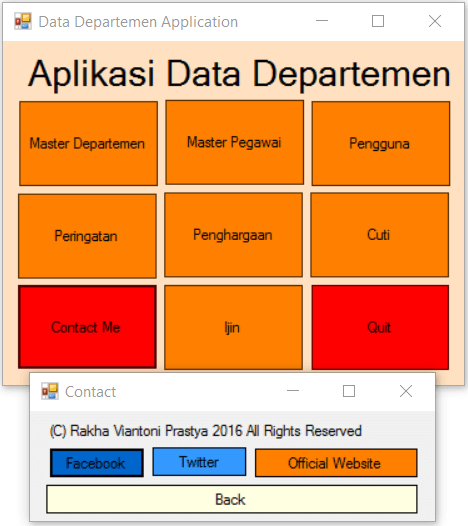 Data Departemen Application
Aplikasi Data Departemen
Master Departemen
Master Pegawai
Pengguna
Peringatan
Penghargaan
Cuti
Contact Me
Ijin
Quit
Contact
(C) Rakha Viantoni Prastya 2016 All Rights Reserved
Facebook
Twitter
Official Website
Back